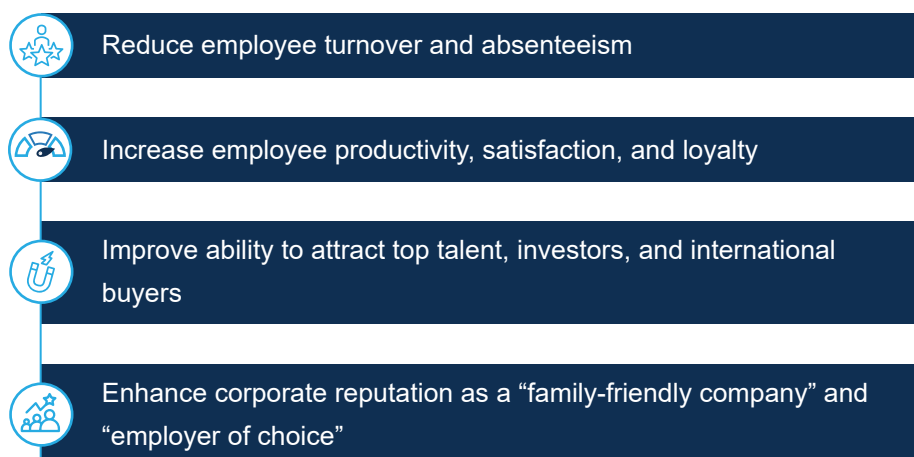 Reduce employee turnover and absenteeism
Increase employee productivity, satisfaction, and loyalty
Improve ability to attract top talent, investors, and international
buyers
Enhance corporate reputation as a “family-friendly company” and
“employer of choice”